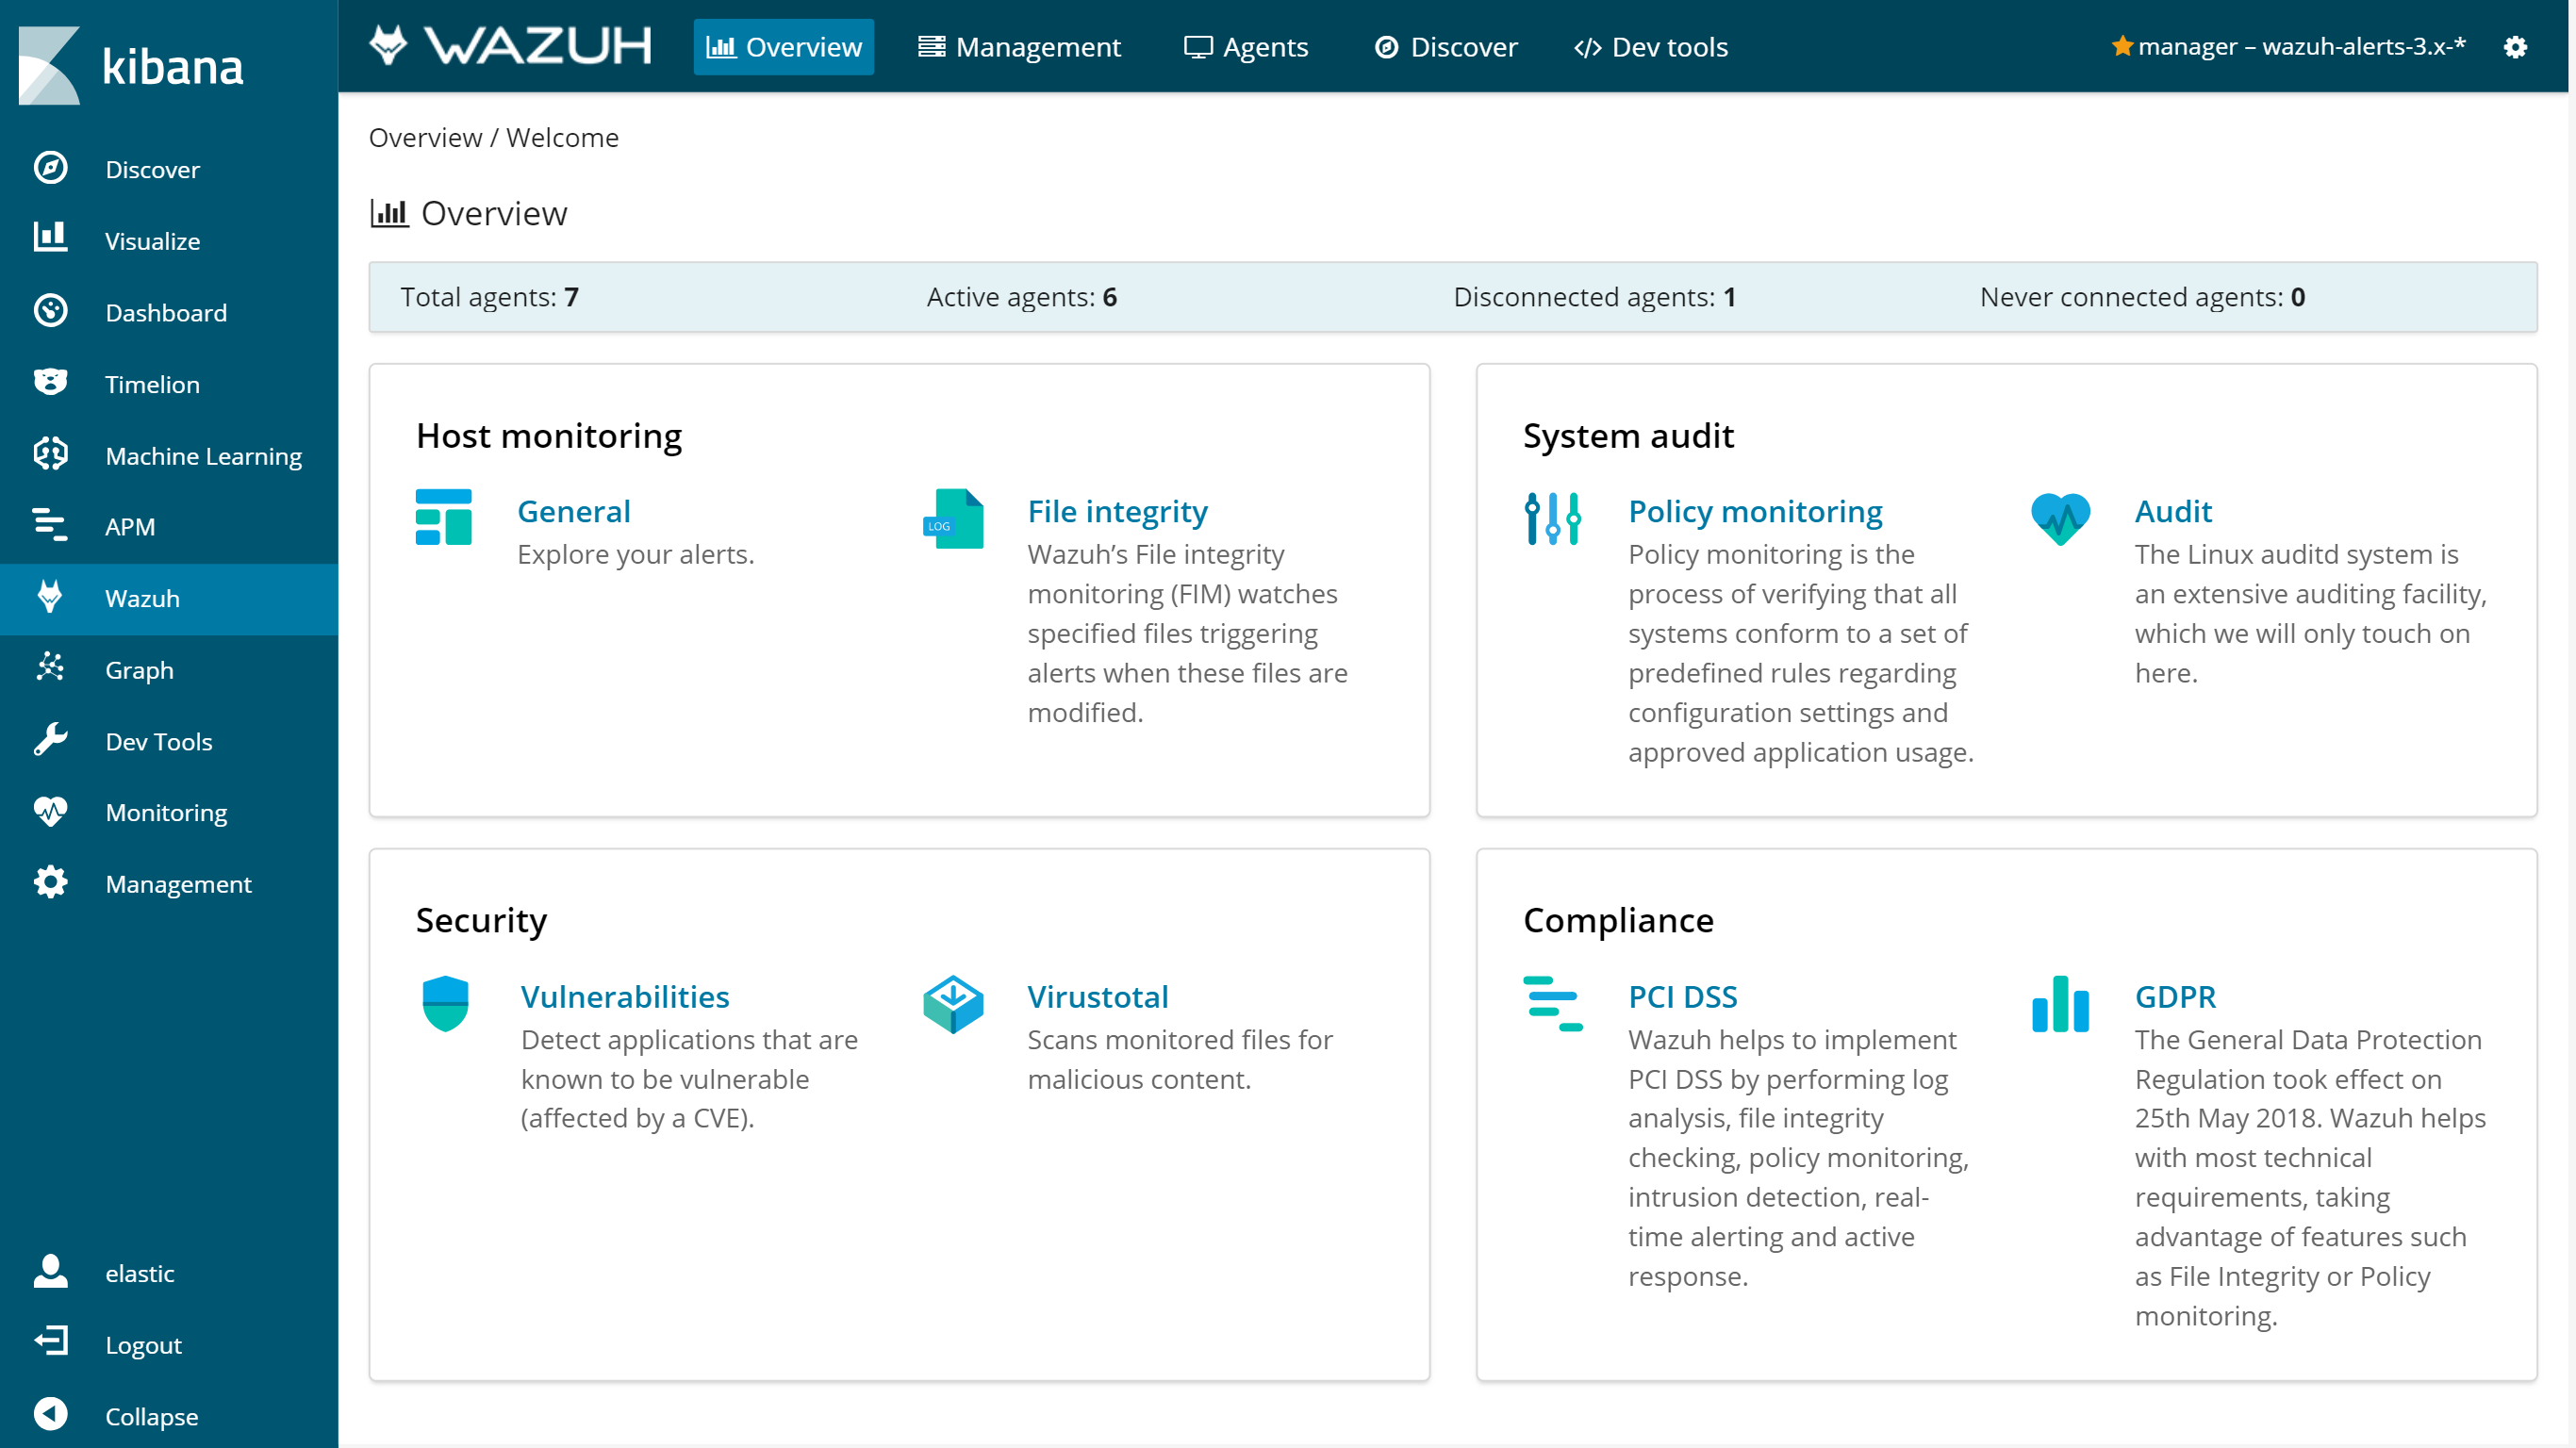 kibana
Discover
Visualize
Dashboard
Timelion
Machine Learning
APM
Wazuh
Graph
Dev Tools
Monitoring
Management
elastic
Logout
Collapse
WAZUH
Overview
Management
Agents
Discover
</> Dev tools
manager – wazuh-alerts-3.x-*
Overview / Welcome
Overview
Total agents: 7
Active agents: 6
Disconnected agents: 1
Never connected agents: 0
Host monitoring
General
Explore your alerts.
LOG
File integrity
Wazuh’s File integrity
monitoring (FIM) watches
specified files triggering
alerts when these files are
modified.
System audit
Policy monitoring
Policy monitoring is the
process of verifying that all
systems conform to a set of
predefined rules regarding
configuration settings and
approved application usage.
Audit
The Linux auditd system is
an extensive auditing facility,
which we will only touch on
here.
Security
Vulnerabilities
Detect applications that are
known to be vulnerable
(affected by a CVE).
Virustotal
Scans monitored files for
malicious content.
Compliance
PCI DSS
Wazuh helps to implement
PCI DSS by performing log
analysis, file integrity
checking, policy monitoring,
intrusion detection, real-
time alerting and active
response.
GDPR
The General Data Protection
Regulation took effect on
25th May 2018. Wazuh helps
with most technical
requirements, taking
advantage of features such
as File Integrity or Policy
monitoring.